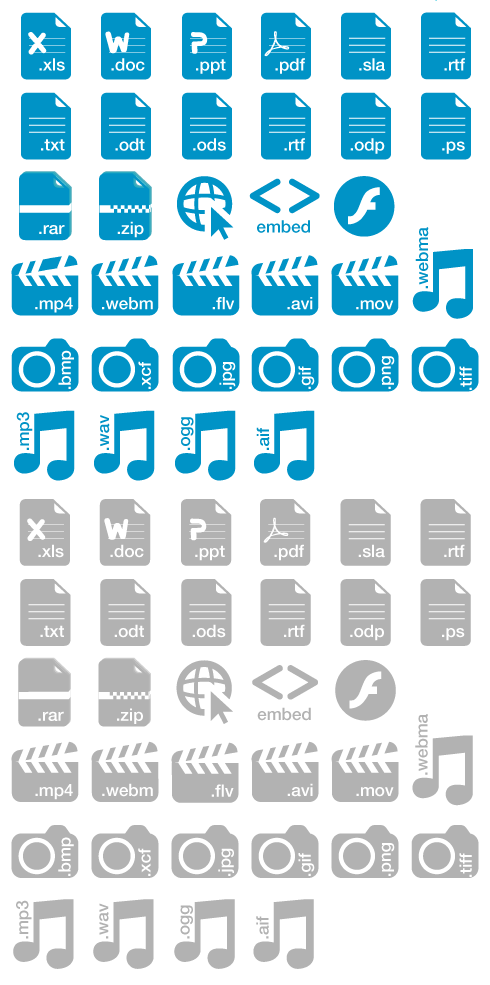 X .xls W .doc P .ppt .pdf .sla .rtf
.txt .odt .ods .rtf .odp .ps
.rar .zip embed
.mp4 .webm .flv .avi .mov .webma
.bmp .xcf .jpg .gif .png .tiff
.mp3 .wav .ogg .aif
X .xls W .doc P .ppt .pdf .sla .rtf
.txt .odt .ods .rtf .odp .ps
.rar .zip embed
.mp4 .webm .flv .avi .mov .webma
.bmp .xcf .jpg .gif .png .tiff
.mp3 .wav .ogg .aif